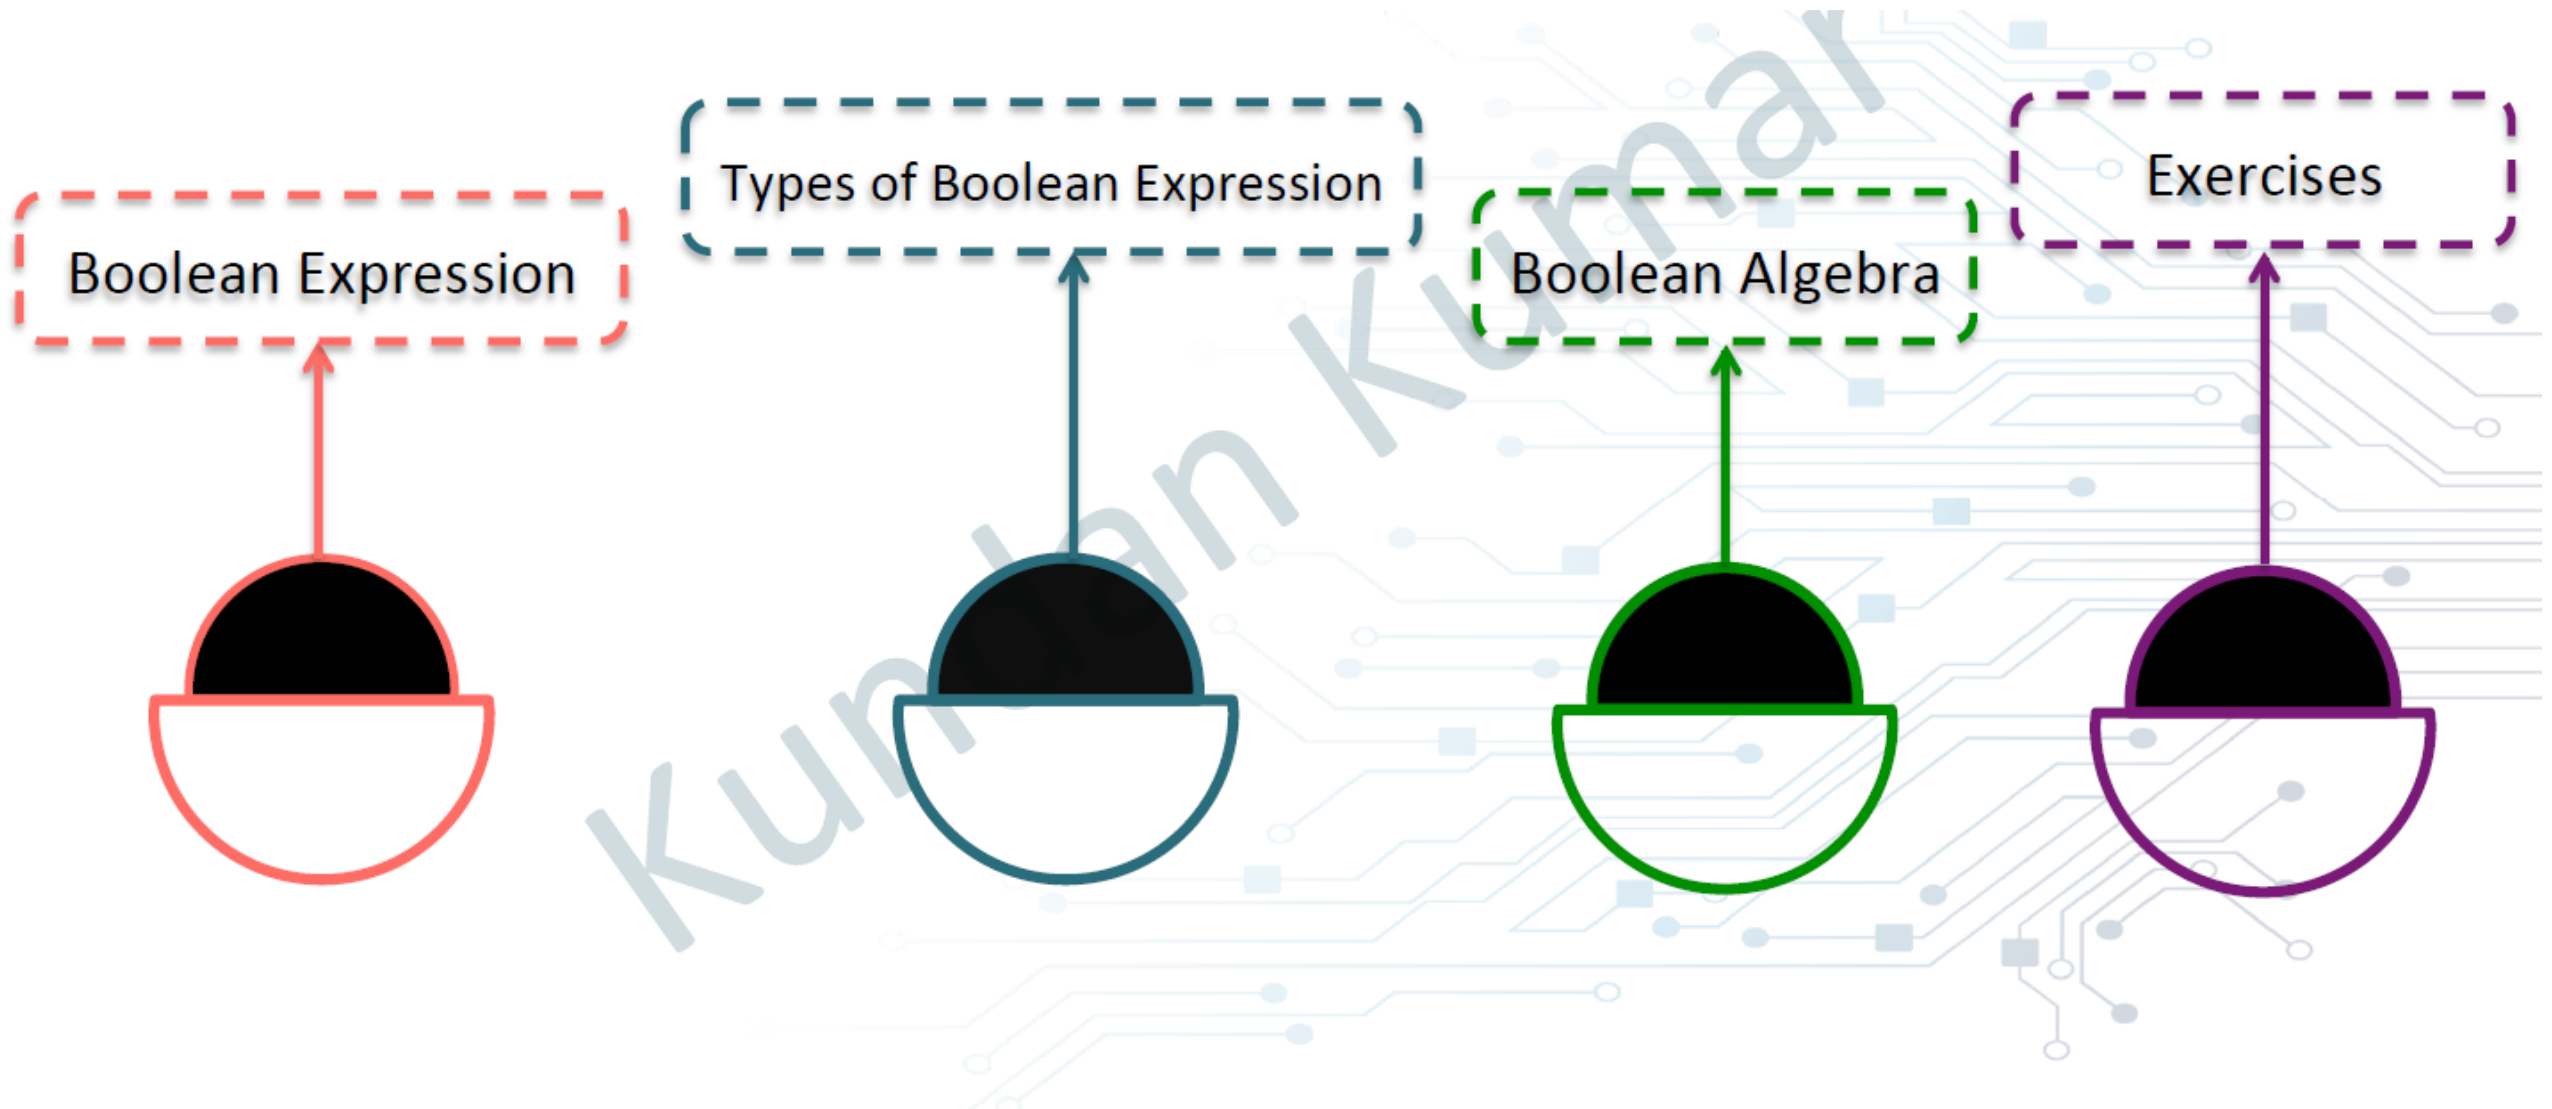 Boolean Expression
Types of Boolean Expression
Boolean Algebra
Exercises
Kundan Kumar